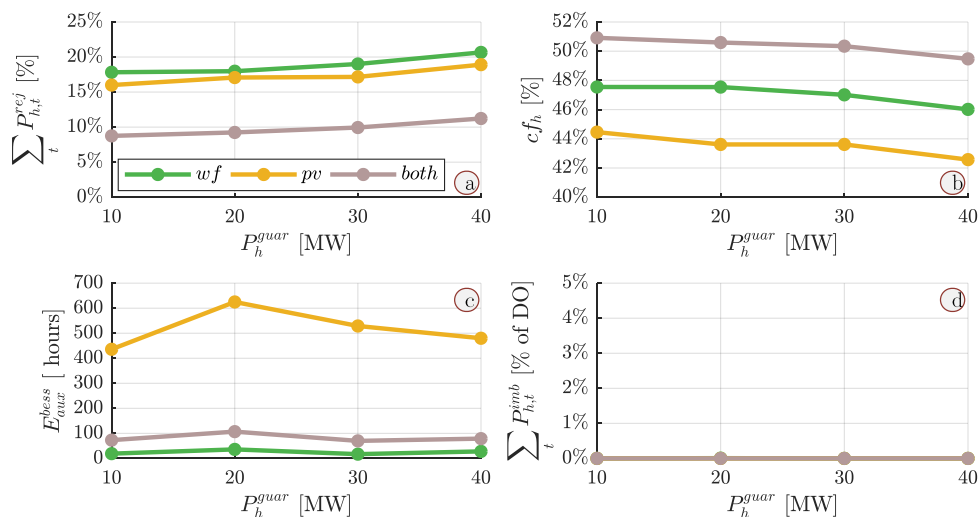 25%
20%
15%
10%
5%
0%
∑_t P_{h,t}^{rej} [%]
wf pv both
a
10 20 30 40
P_h^{guar} [MW]
52%
50%
48%
46%
44%
42%
40%
cf_h [%]
b
10 20 30 40
P_h^{guar} [MW]
700
600
500
400
300
200
100
0
E_{aux}^{bess} [ hours]
c
10 20 30 40
P_h^{guar} [MW]
5%
4%
3%
2%
1%
0%
∑_t P_{h,t}^{imb} [% of DO]
d
10 20 30 40
P_h^{guar} [MW]